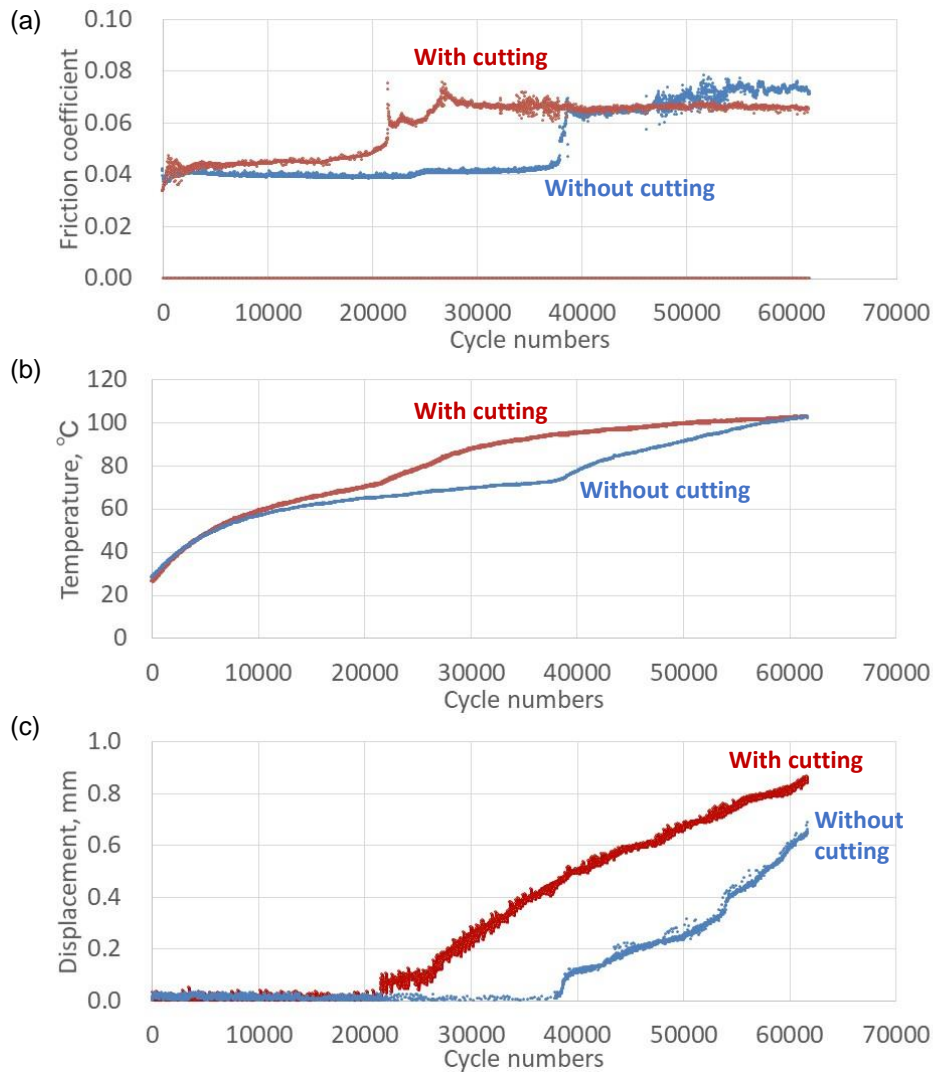 (a)
0.10
0.08
0.06
0.04
0.02
0.00
Friction coefficient
With cutting
Without cutting
0 10000 20000 30000 40000 50000 60000 70000
Cycle numbers
(b)
120
100
80
60
40
20
0
Temperature, °C
With cutting
Without cutting
0 10000 20000 30000 40000 50000 60000 70000
Cycle numbers
(c)
1.0
0.8
0.6
0.4
0.2
0.0
Displacement, mm
With cutting
Without
cutting
0 10000 20000 30000 40000 50000 60000 70000
Cycle numbers